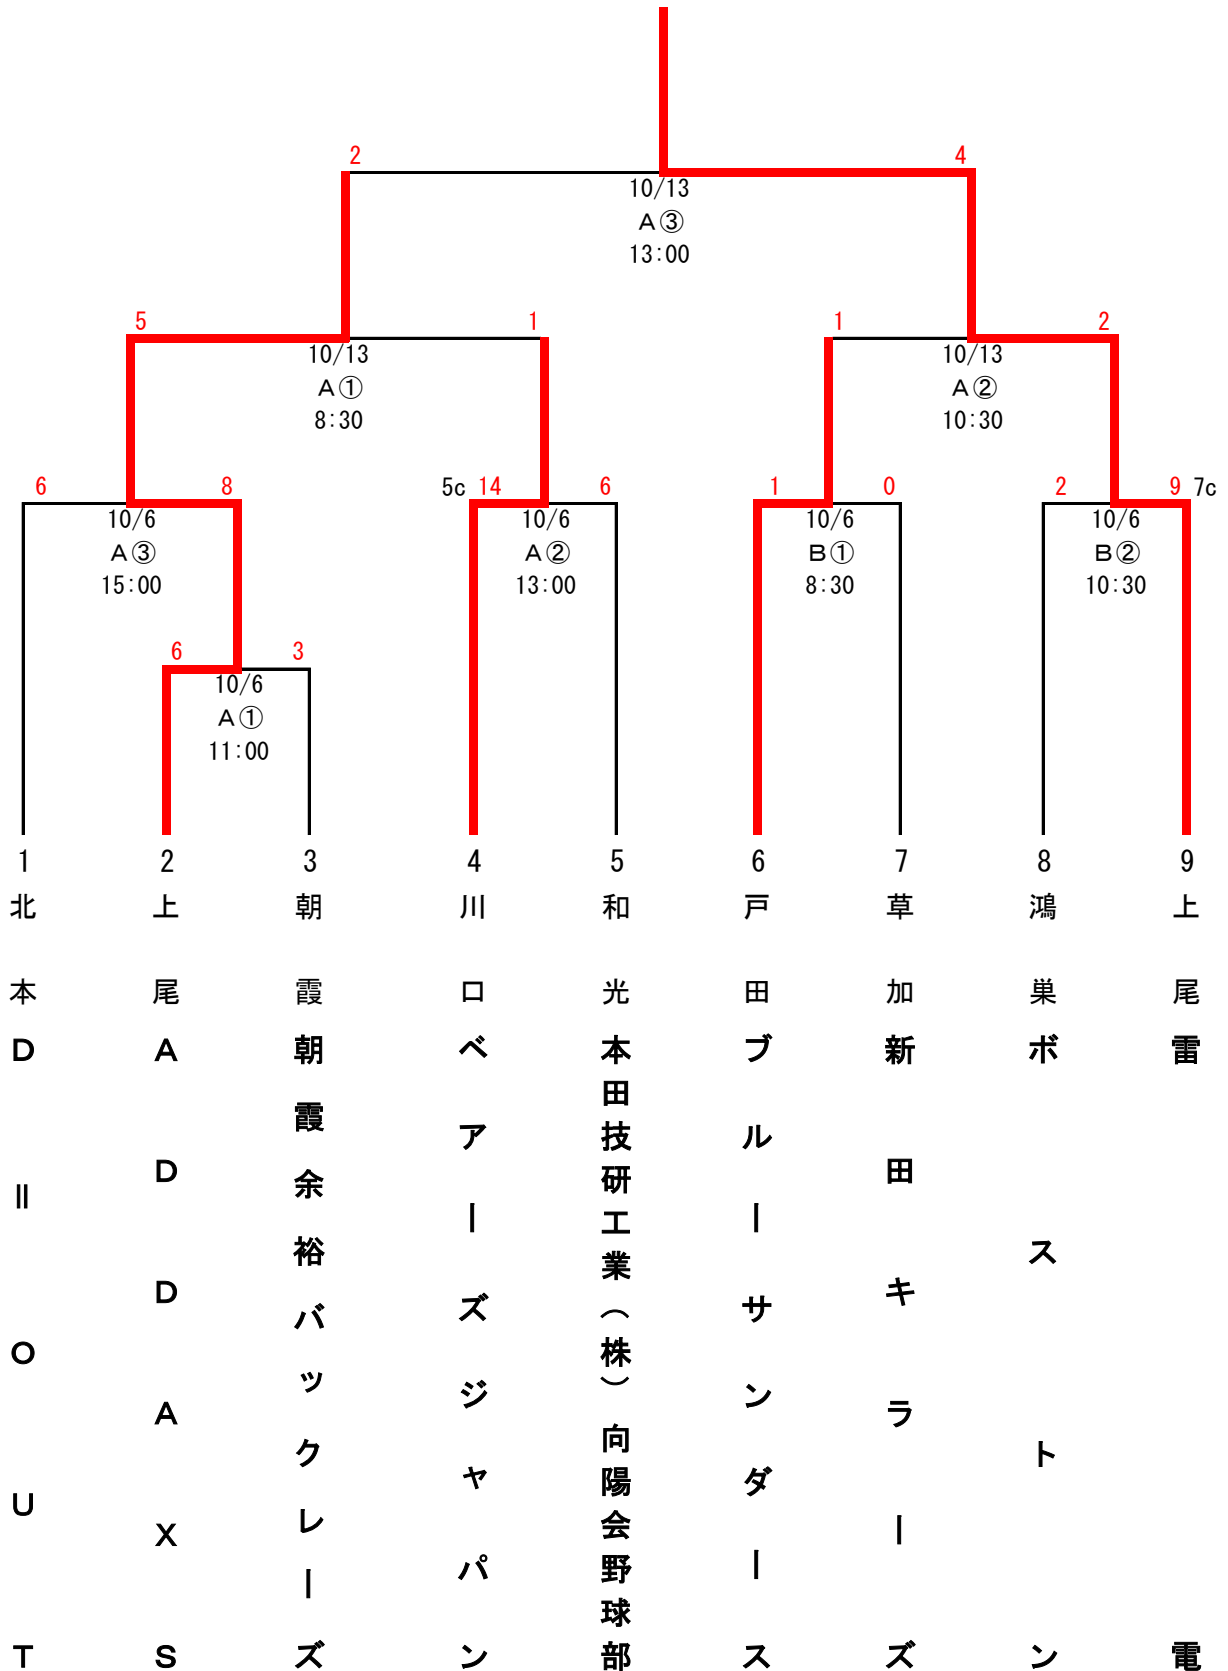 2 4
10/13
A③
13:00
5 1 1 2
10/13 10/13
A① A②
8:30 10:30
6 8 5c 14 6 1 0 2 9 7c
10/6 10/6 10/6 10/6
A③ A② B① B②
15:00 13:00 8:30 10:30
6 3
10/6
A①
11:00
1 2 3 4 5 6 7 8 9
北本
DⅡOUT
上尾
ADDAXS
朝霞
朝霞余裕バックレーズ
川口
ベアーズジャパン
和光
本田技研工業（株）向陽会野球部
戸田
ブルーサンダース
草加
新田キラーズ
鴻巣
ボストン
上尾
雷電